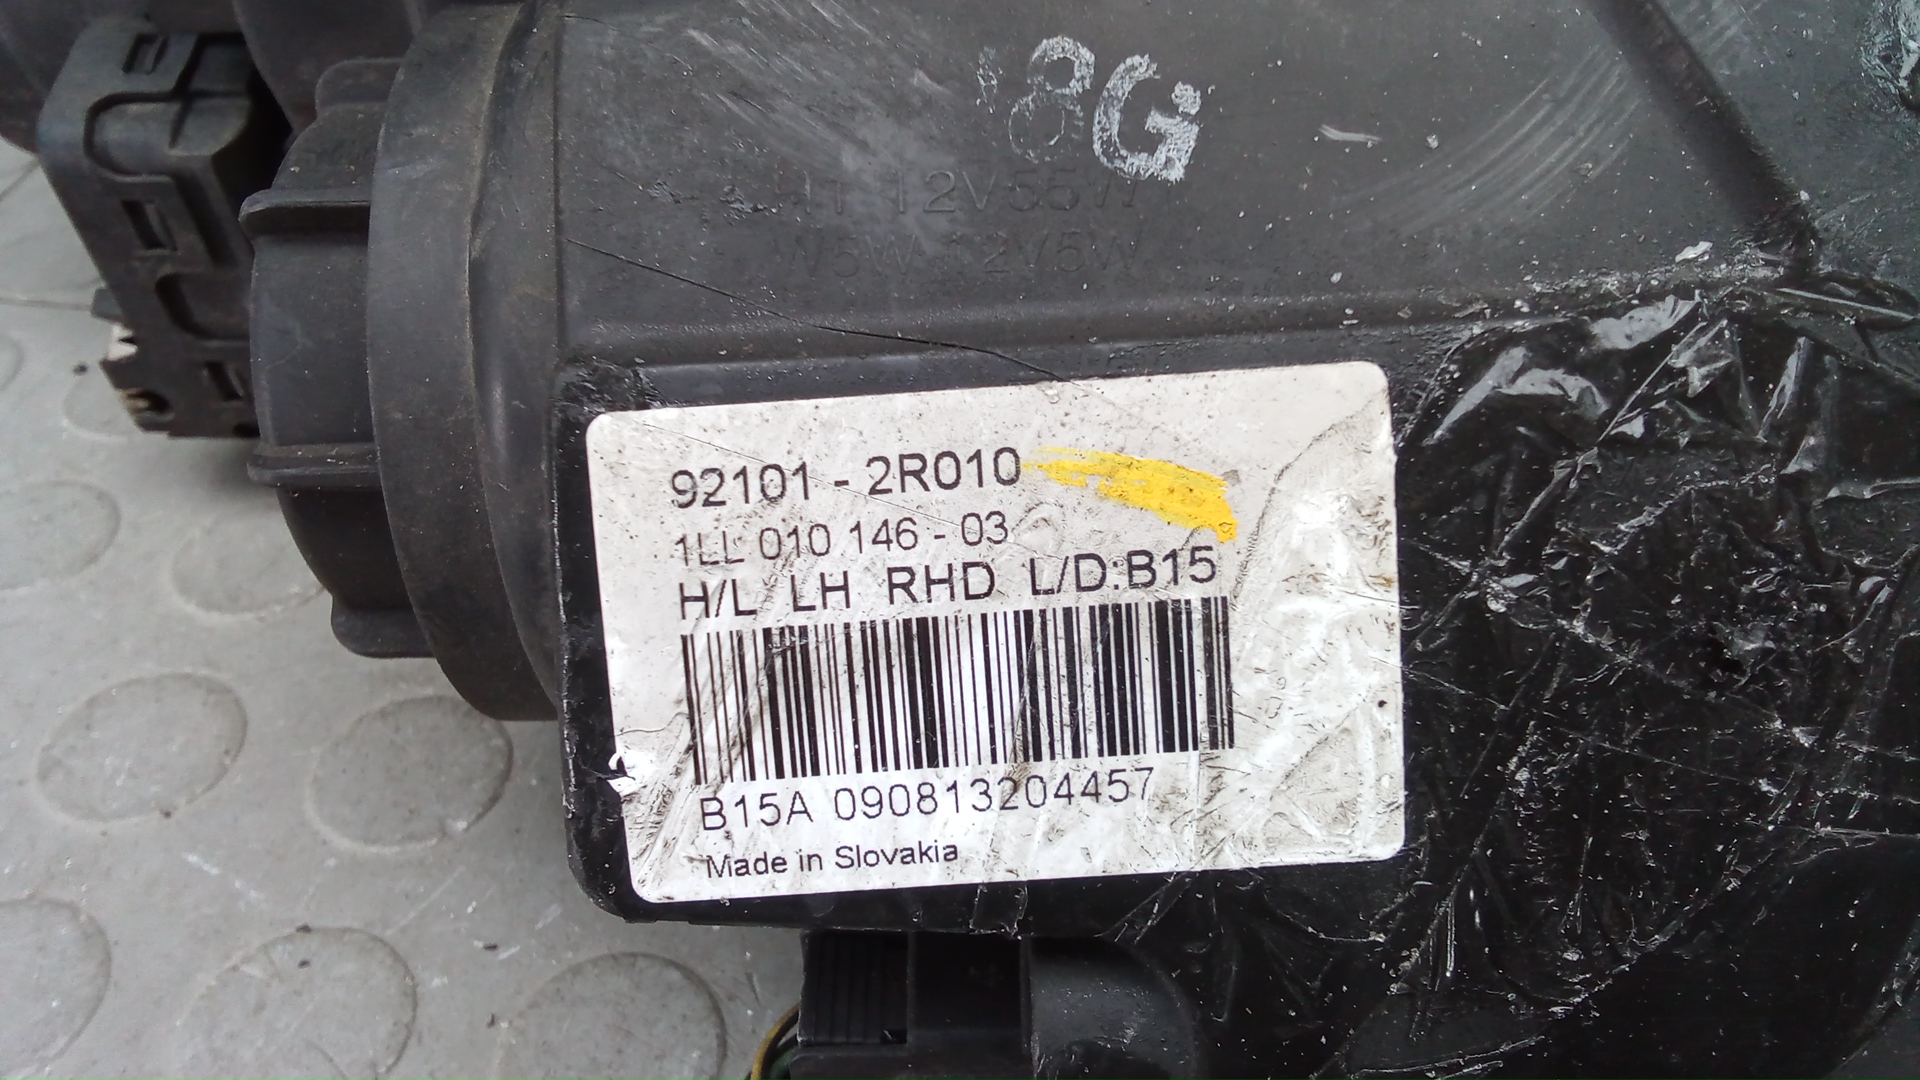 8G
H1 12V55W
W5W 12V5W
92101 - 2R010
1LL 010 146 - 03
H/L LH RHD L/D:B15
B15A 090813204457
Made in Slovakia